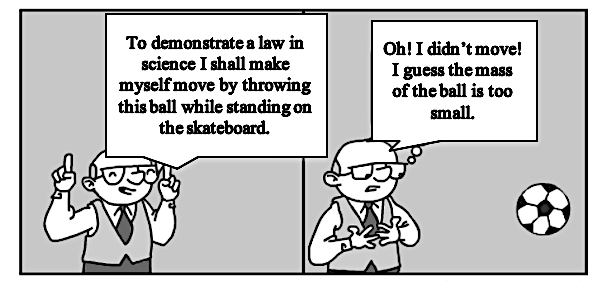 To demonstrate a law in
science I shall make
myself move by throwing
this ball while standing on
the skateboard.
Oh! I didn't move!
I guess the mass
of the ball is too
small.